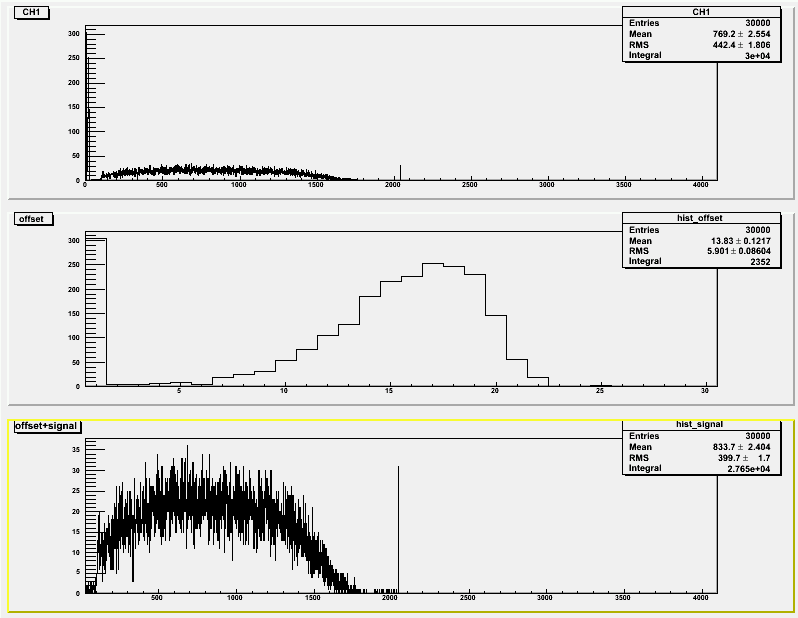 CH1
CH1
Entries 30000
Mean 769.2 ± 2.554
RMS 442.4 ± 1.806
Integral 3e+04
300
250
200
150
100
50
0
0 500 1000 1500 2000 2500 3000 3500 4000
offset
hist_offset
Entries 30000
Mean 13.83 ± 0.1217
RMS 5.901 ± 0.08604
Integral 2352
300
250
200
150
100
50
0
5 10 15 20 25 30
offset+signal
hist_signal
Entries 30000
Mean 833.7 ± 2.404
RMS 399.7 ± 1.7
Integral 2.765e+04
35
30
25
20
15
10
5
0
500 1000 1500 2000 2500 3000 3500 4000